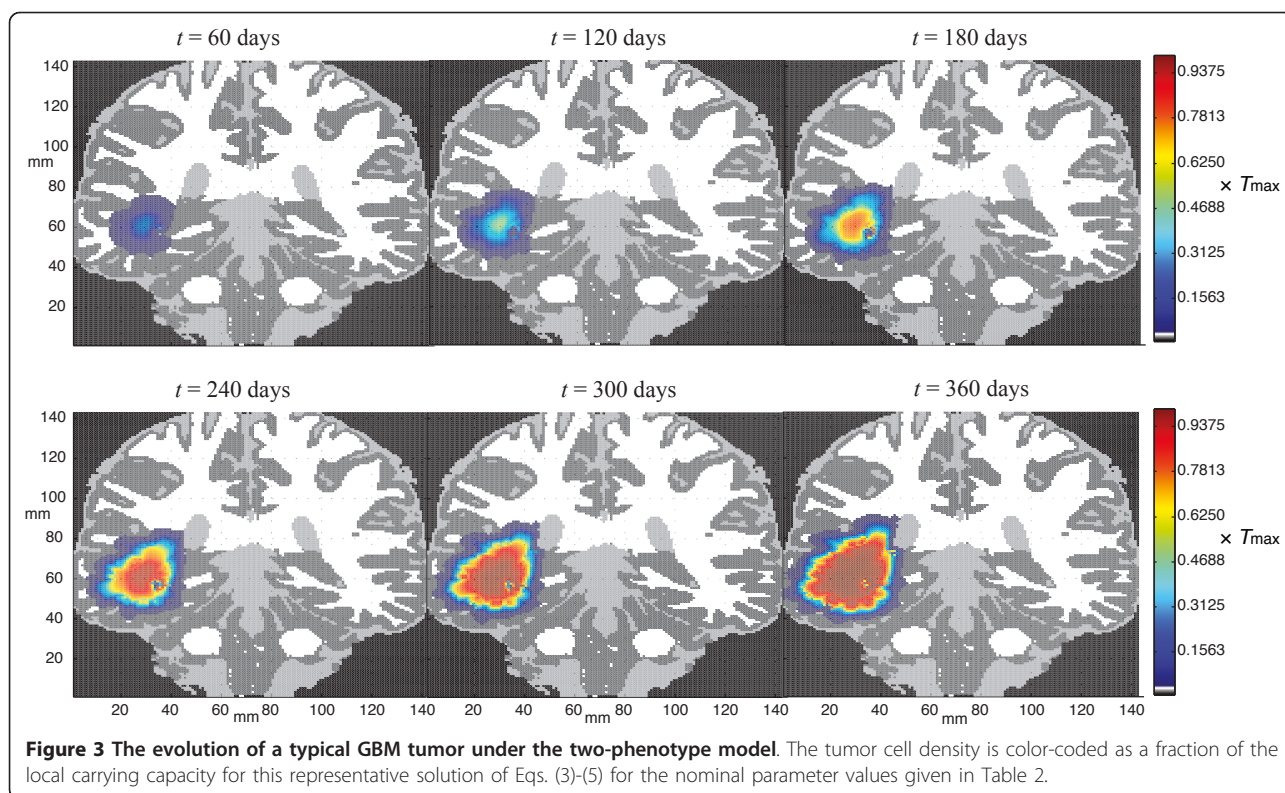 t = 60 days t = 120 days t = 180 days
140
120
100
mm
80
60
40
20
0.9375
0.7813
0.6250
× Tmax
0.4688
0.3125
0.1563
t = 240 days t = 300 days t = 360 days
140
120
100
mm
80
60
40
20
0.9375
0.7813
0.6250
× Tmax
0.4688
0.3125
0.1563
20 40 mm 80 100 120 140 20 40 mm 80 100 120 140 20 40 mm 80 100 120 140
Figure 3 The evolution of a typical GBM tumor under the two-phenotype model. The tumor cell density is color-coded as a fraction of the
local carrying capacity for this representative solution of Eqs. (3)-(5) for the nominal parameter values given in Table 2.